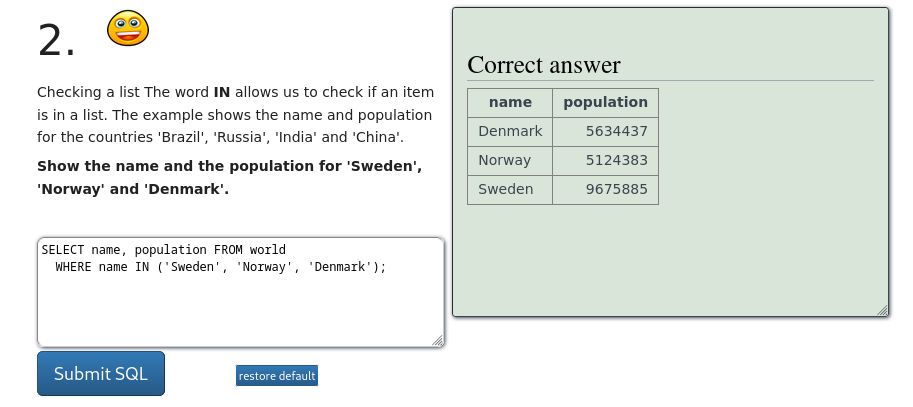 2.
Checking a list The word IN allows us to check if an item
is in a list. The example shows the name and population
for the countries 'Brazil', 'Russia', 'India' and 'China'.
Show the name and the population for 'Sweden',
'Norway' and 'Denmark'.
SELECT name, population FROM world
WHERE name IN ('Sweden', 'Norway', 'Denmark');
Submit SQL
restore default
Correct answer
name population
Denmark 5634437
Norway 5124383
Sweden 9675885